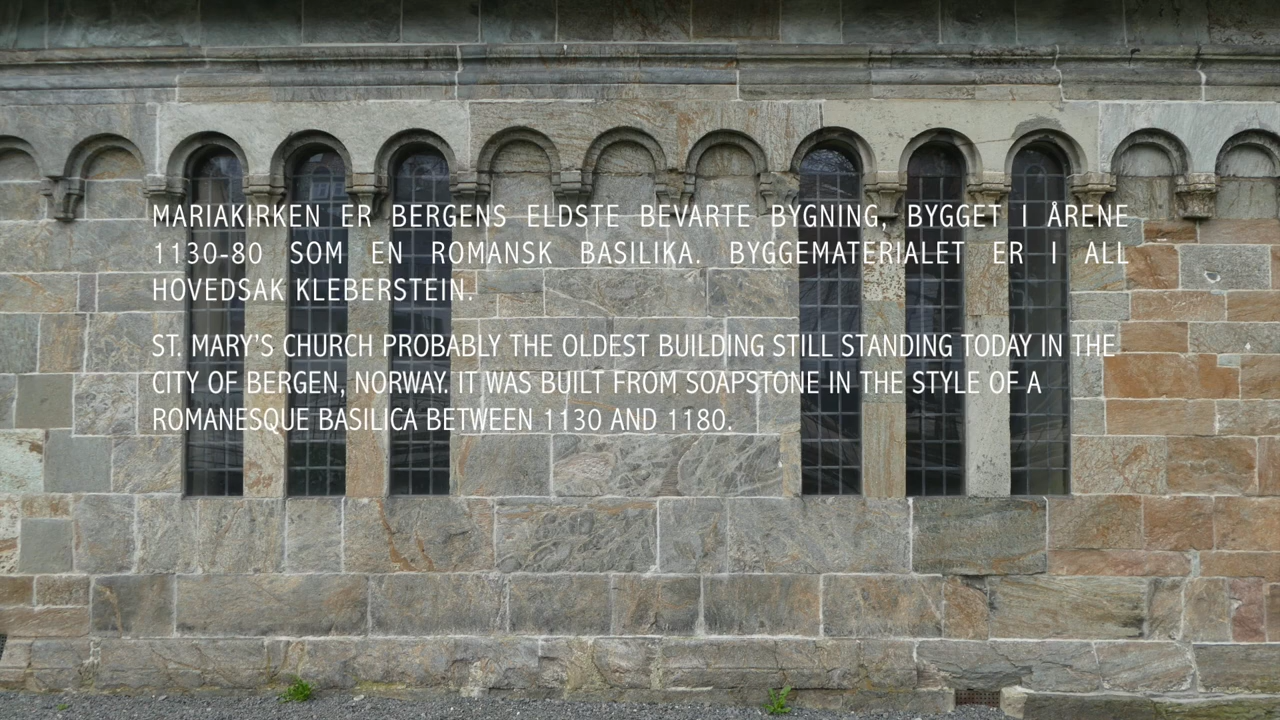 MARIAKIRKEN ER BERGENS ELDSTE BEVARTE BYGNING, BYGGET I ÅRENE
1130-80 SOM EN ROMANSK BASILIKA. BYGGEMATERIALET ER I ALL
HOVEDSAK KLEBERSTEIN.
ST. MARY'S CHURCH PROBABLY THE OLDEST BUILDING STILL STANDING TODAY IN THE
CITY OF BERGEN, NORWAY. IT WAS BUILT FROM SOAPSTONE IN THE STYLE OF A
ROMANESQUE BASILICA BETWEEN 1130 AND 1180.